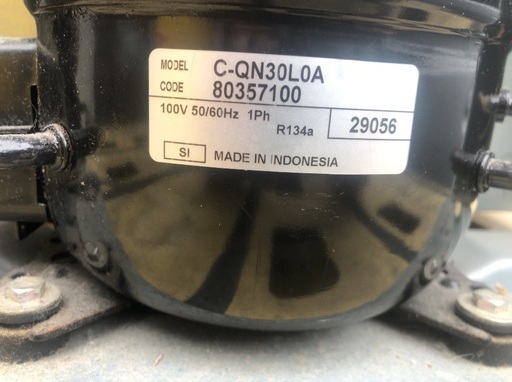 MODEL C-QN30L0A
CODE 80357100
100V 50/60Hz 1Ph
R134a 29056
SI MADE IN INDONESIA